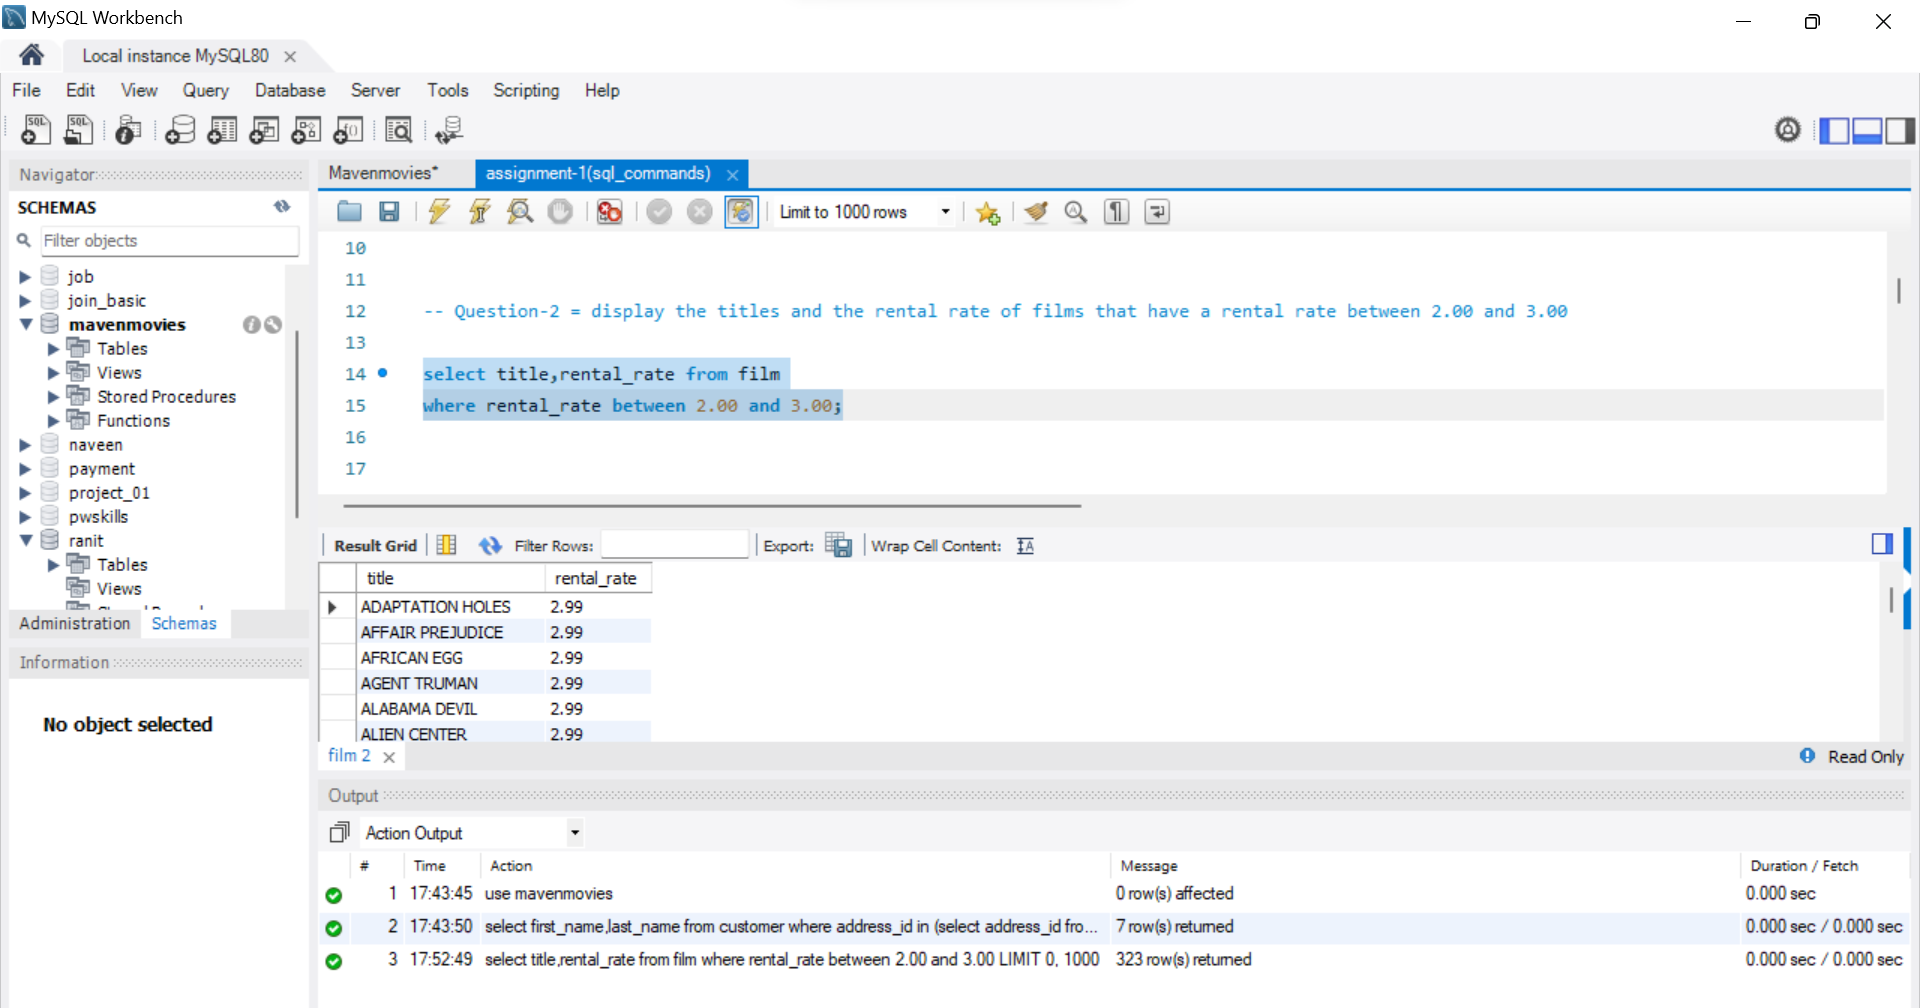 MySQL Workbench
Local instance MySQL80
File Edit View Query Database Server Tools Scripting Help
Navigator
SCHEMAS
Filter objects
job
join_basic
mavenmovies
Tables
Views
Stored Procedures
Functions
naveen
payment
project_01
pwskills
ranit
Tables
Views
Administration Schemas
Information
No object selected
Mavenmovies* assignment-1(sql_commands)
Limit to 1000 rows
10
11
12 -- Question-2 = display the titles and the rental rate of films that have a rental rate between 2.00 and 3.00
13
14 select title,rental_rate from film
15 where rental_rate between 2.00 and 3.00;
16
17
Result Grid Filter Rows: Export: Wrap Cell Content:
title rental_rate
ADAPTATION HOLES 2.99
AFFAIR PREJUDICE 2.99
AFRICAN EGG 2.99
AGENT TRUMAN 2.99
ALABAMA DEVIL 2.99
ALIEN CENTER 2.99
film 2 Read Only
Output
Action Output
# Time Action Message Duration / Fetch
1 17:43:45 use mavenmovies 0 row(s) affected 0.000 sec
2 17:43:50 select first_name,last_name from customer where address_id in (select address_id fro... 7 row(s) returned 0.000 sec / 0.000 sec
3 17:52:49 select title,rental_rate from film where rental_rate between 2.00 and 3.00 LIMIT 0, 1000 323 row(s) returned 0.000 sec / 0.000 sec